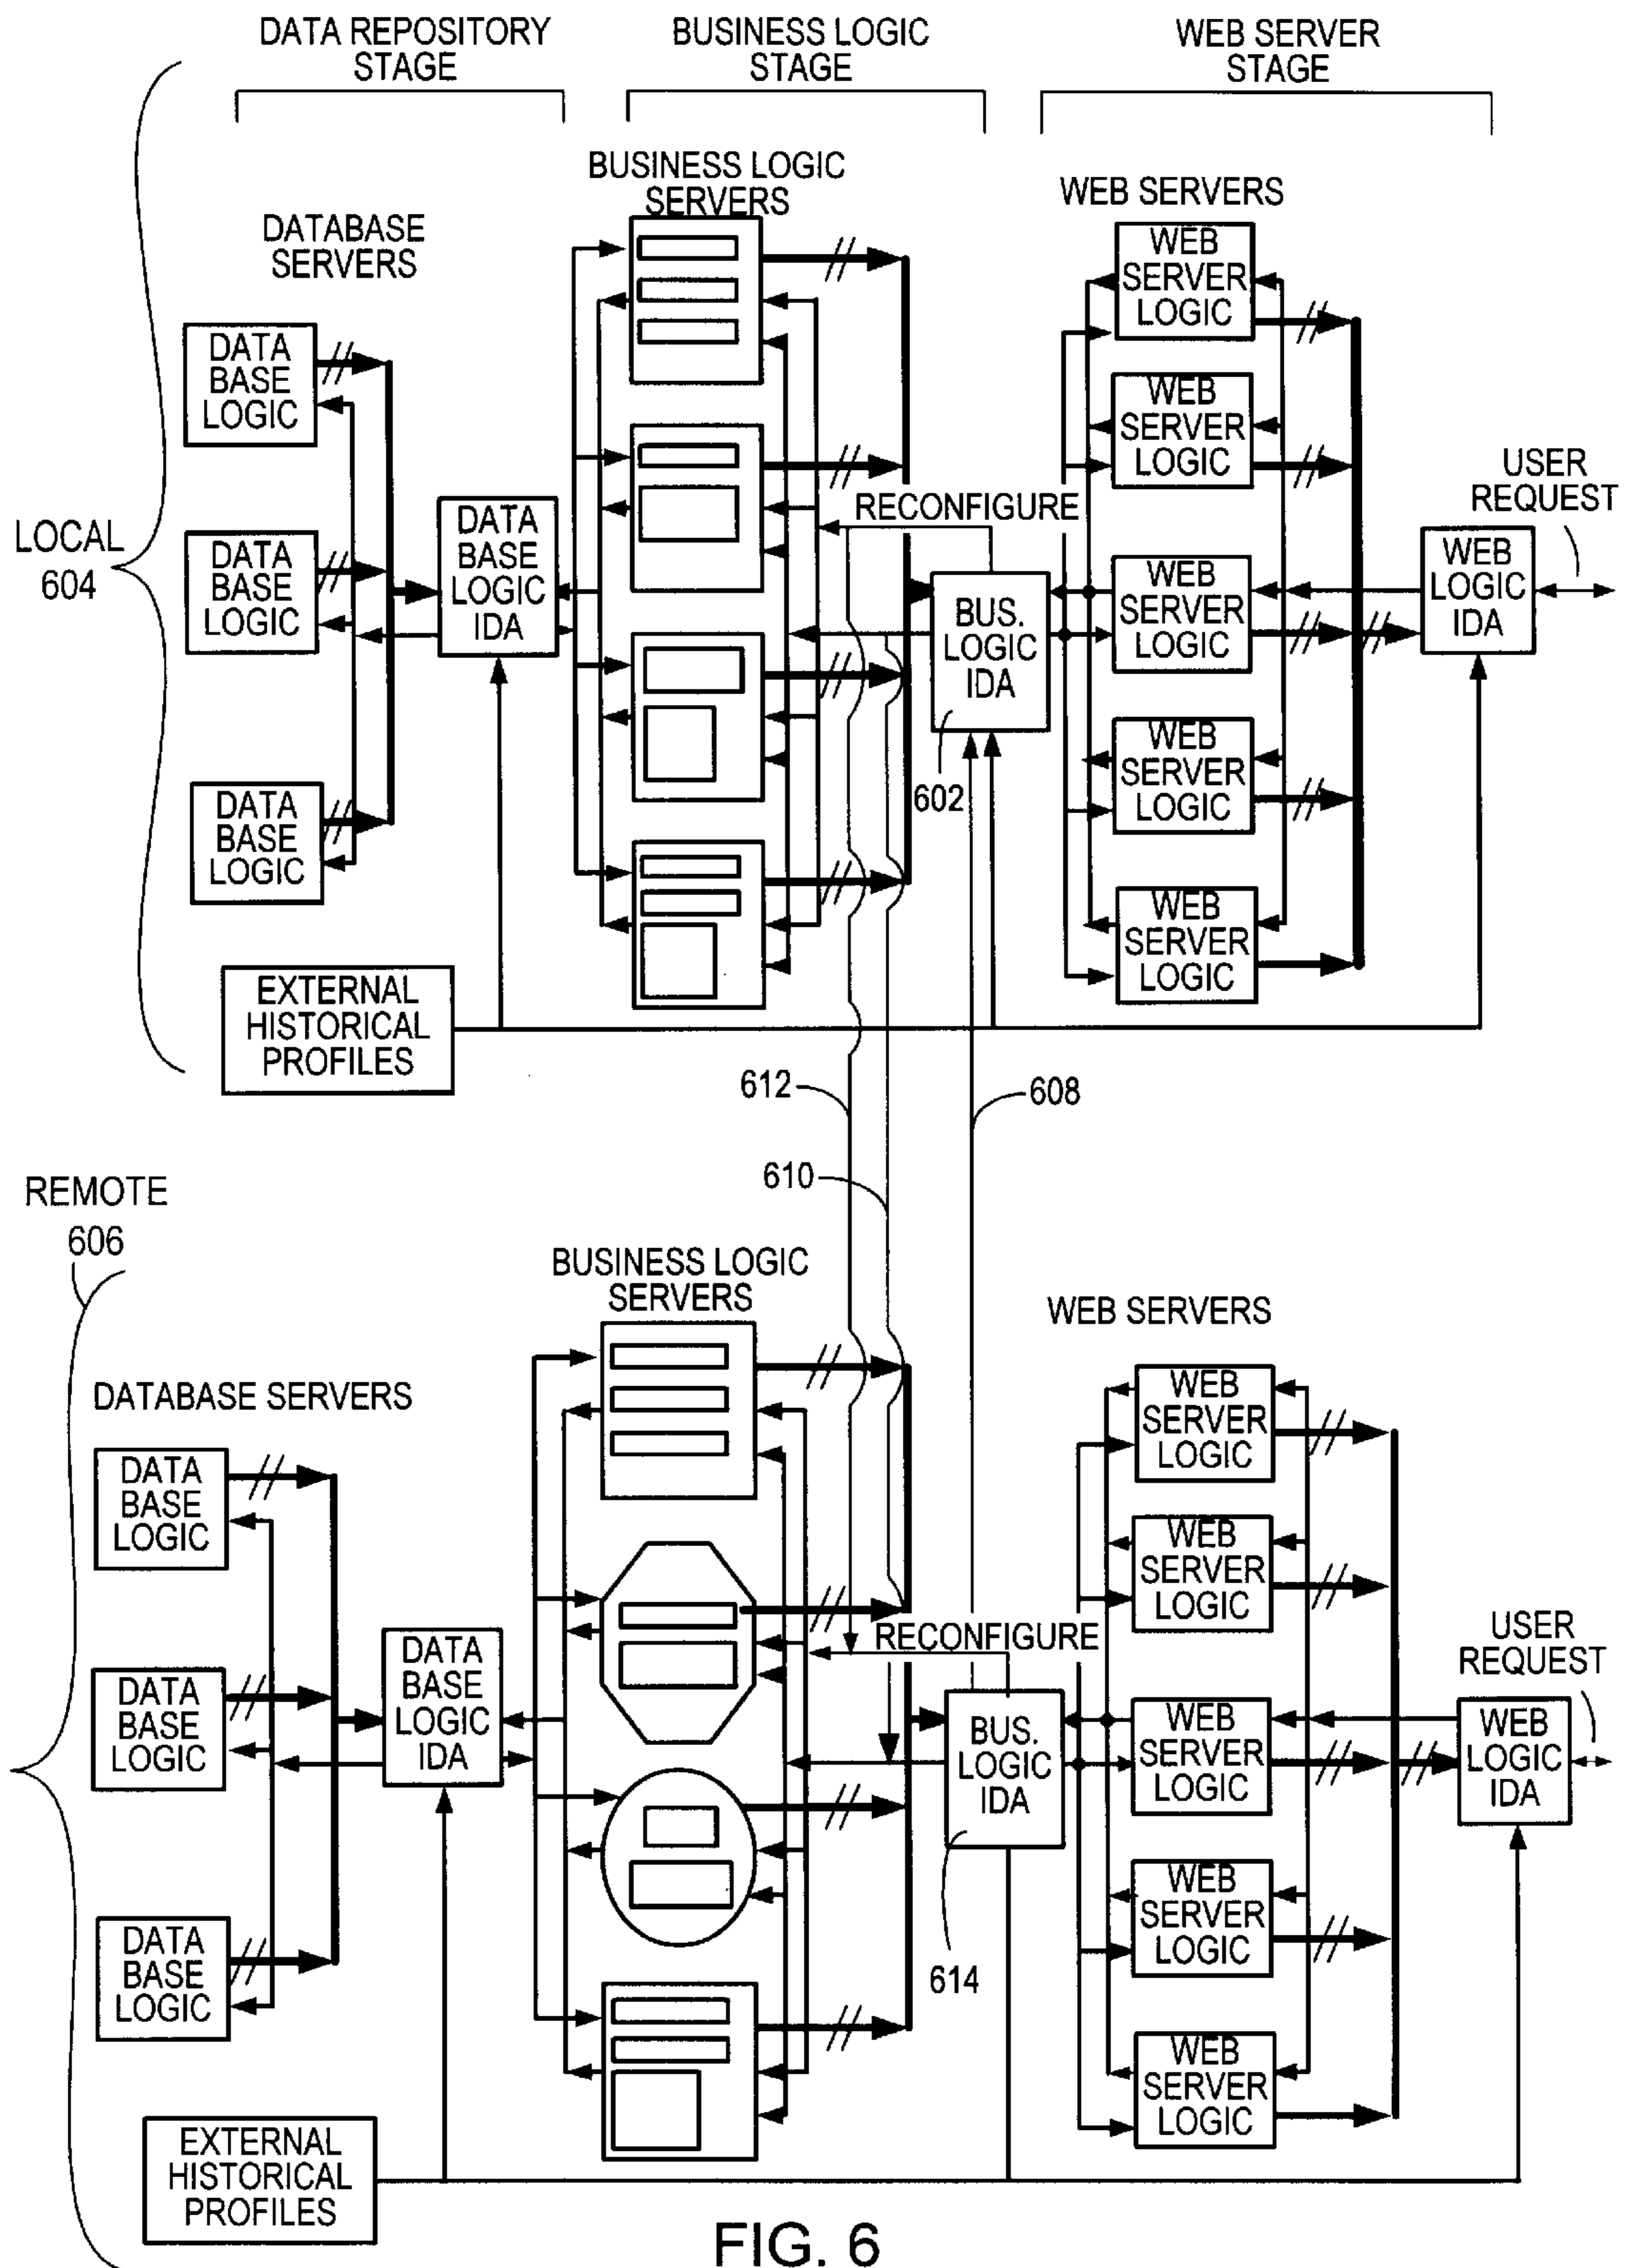 DATA REPOSITORY
STAGE
BUSINESS LOGIC
STAGE
WEB SERVER
STAGE
BUSINESS LOGIC
SERVERS
WEB SERVERS
DATABASE
SERVERS
WEB
SERVER
LOGIC
DATA
BASE
LOGIC
WEB
SERVER
LOGIC
USER
REQUEST
LOCAL
604
DATA
BASE
LOGIC
DATA
BASE
LOGIC
IDA
RECONFIGURE
BUS.
LOGIC
IDA
WEB
SERVER
LOGIC
WEB
LOGIC
IDA
602
WEB
SERVER
LOGIC
DATA
BASE
LOGIC
WEB
SERVER
LOGIC
EXTERNAL
HISTORICAL
PROFILES
612
608
610
REMOTE
606
BUSINESS LOGIC
SERVERS
WEB SERVERS
DATABASE SERVERS
WEB
SERVER
LOGIC
DATA
BASE
LOGIC
WEB
SERVER
LOGIC
RECONFIGURE
USER
REQUEST
DATA
BASE
LOGIC
DATA
BASE
LOGIC
IDA
BUS.
LOGIC
IDA
WEB
SERVER
LOGIC
WEB
LOGIC
IDA
WEB
SERVER
LOGIC
DATA
BASE
LOGIC
614
WEB
SERVER
LOGIC
EXTERNAL
HISTORICAL
PROFILES
FIG. 6